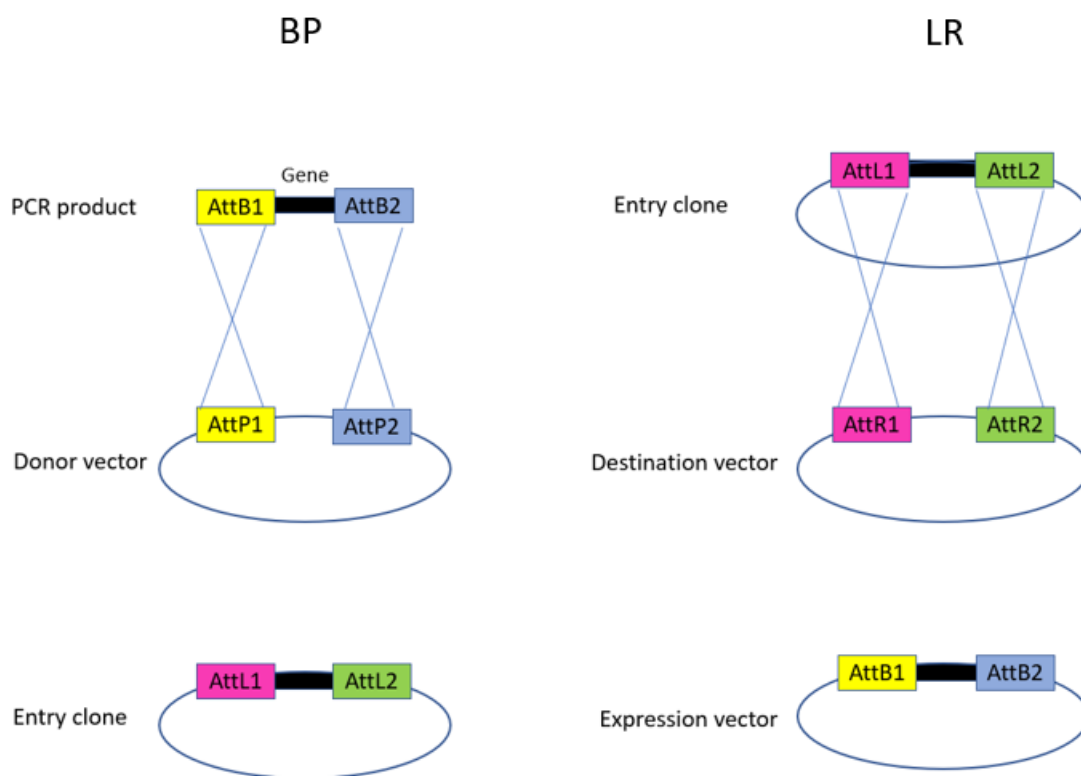 BP
PCR product
Gene
AttB1
AttB2
Donor vector
AttP1
AttP2
Entry clone
AttL1
AttL2
LR
Entry clone
AttL1
AttL2
Destination vector
AttR1
AttR2
Expression vector
AttB1
AttB2